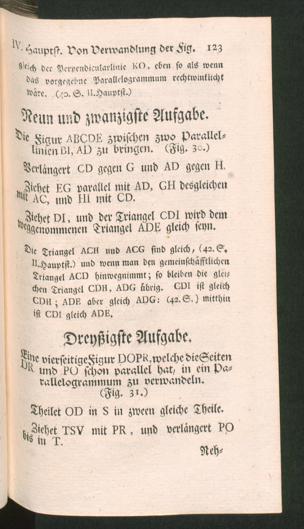 IV. Hauptst. Von Verwandlung der Fig. 123
gleich der Perpendicularlinie KO, eben so als wenn
das vorgegebne Parallelogrammum rechtwinklicht
wäre. (40. S. II. Hauptst.)
Neun und zwanzigste Aufgabe.
Die Figur ABCDE zwischen zwo Parallel-
linien BI, AD zu bringen. (Fig. 30.)
Verlängert CD gegen G und AD gegen H.
Ziehet EG parallel mit AD, GH desgleichen
mit AC, und HI mit CD.
Ziehet DI, und der Triangel CDI wird dem
weggenommenen Triangel ADE gleich seyn.
Die Triangel ACH und ACG sind gleich, (42. S.
II. Hauptst.) und wenn man den gemeinschäfftlichen
Triangel ACD hinwegnimmt; so bleiben die glei
chen Triangel CDH, ADG übrig. CDI ist gleich
CDH; ADE aber gleich ADG: (42. S.) mithin
ist CDI gleich ADE.
Dreyßigste Aufgabe.
Eine vierseitige Figur DOPR, welche die Seiten
DR und PO schon parallel hat, in ein Pa-
rallelogrammum zu verwandeln.
(Fig. 31.)
Theilet OD in S in zween gleiche Theile.
Ziehet TSV mit PR, und verlängert PO
bis in T.
Neh-